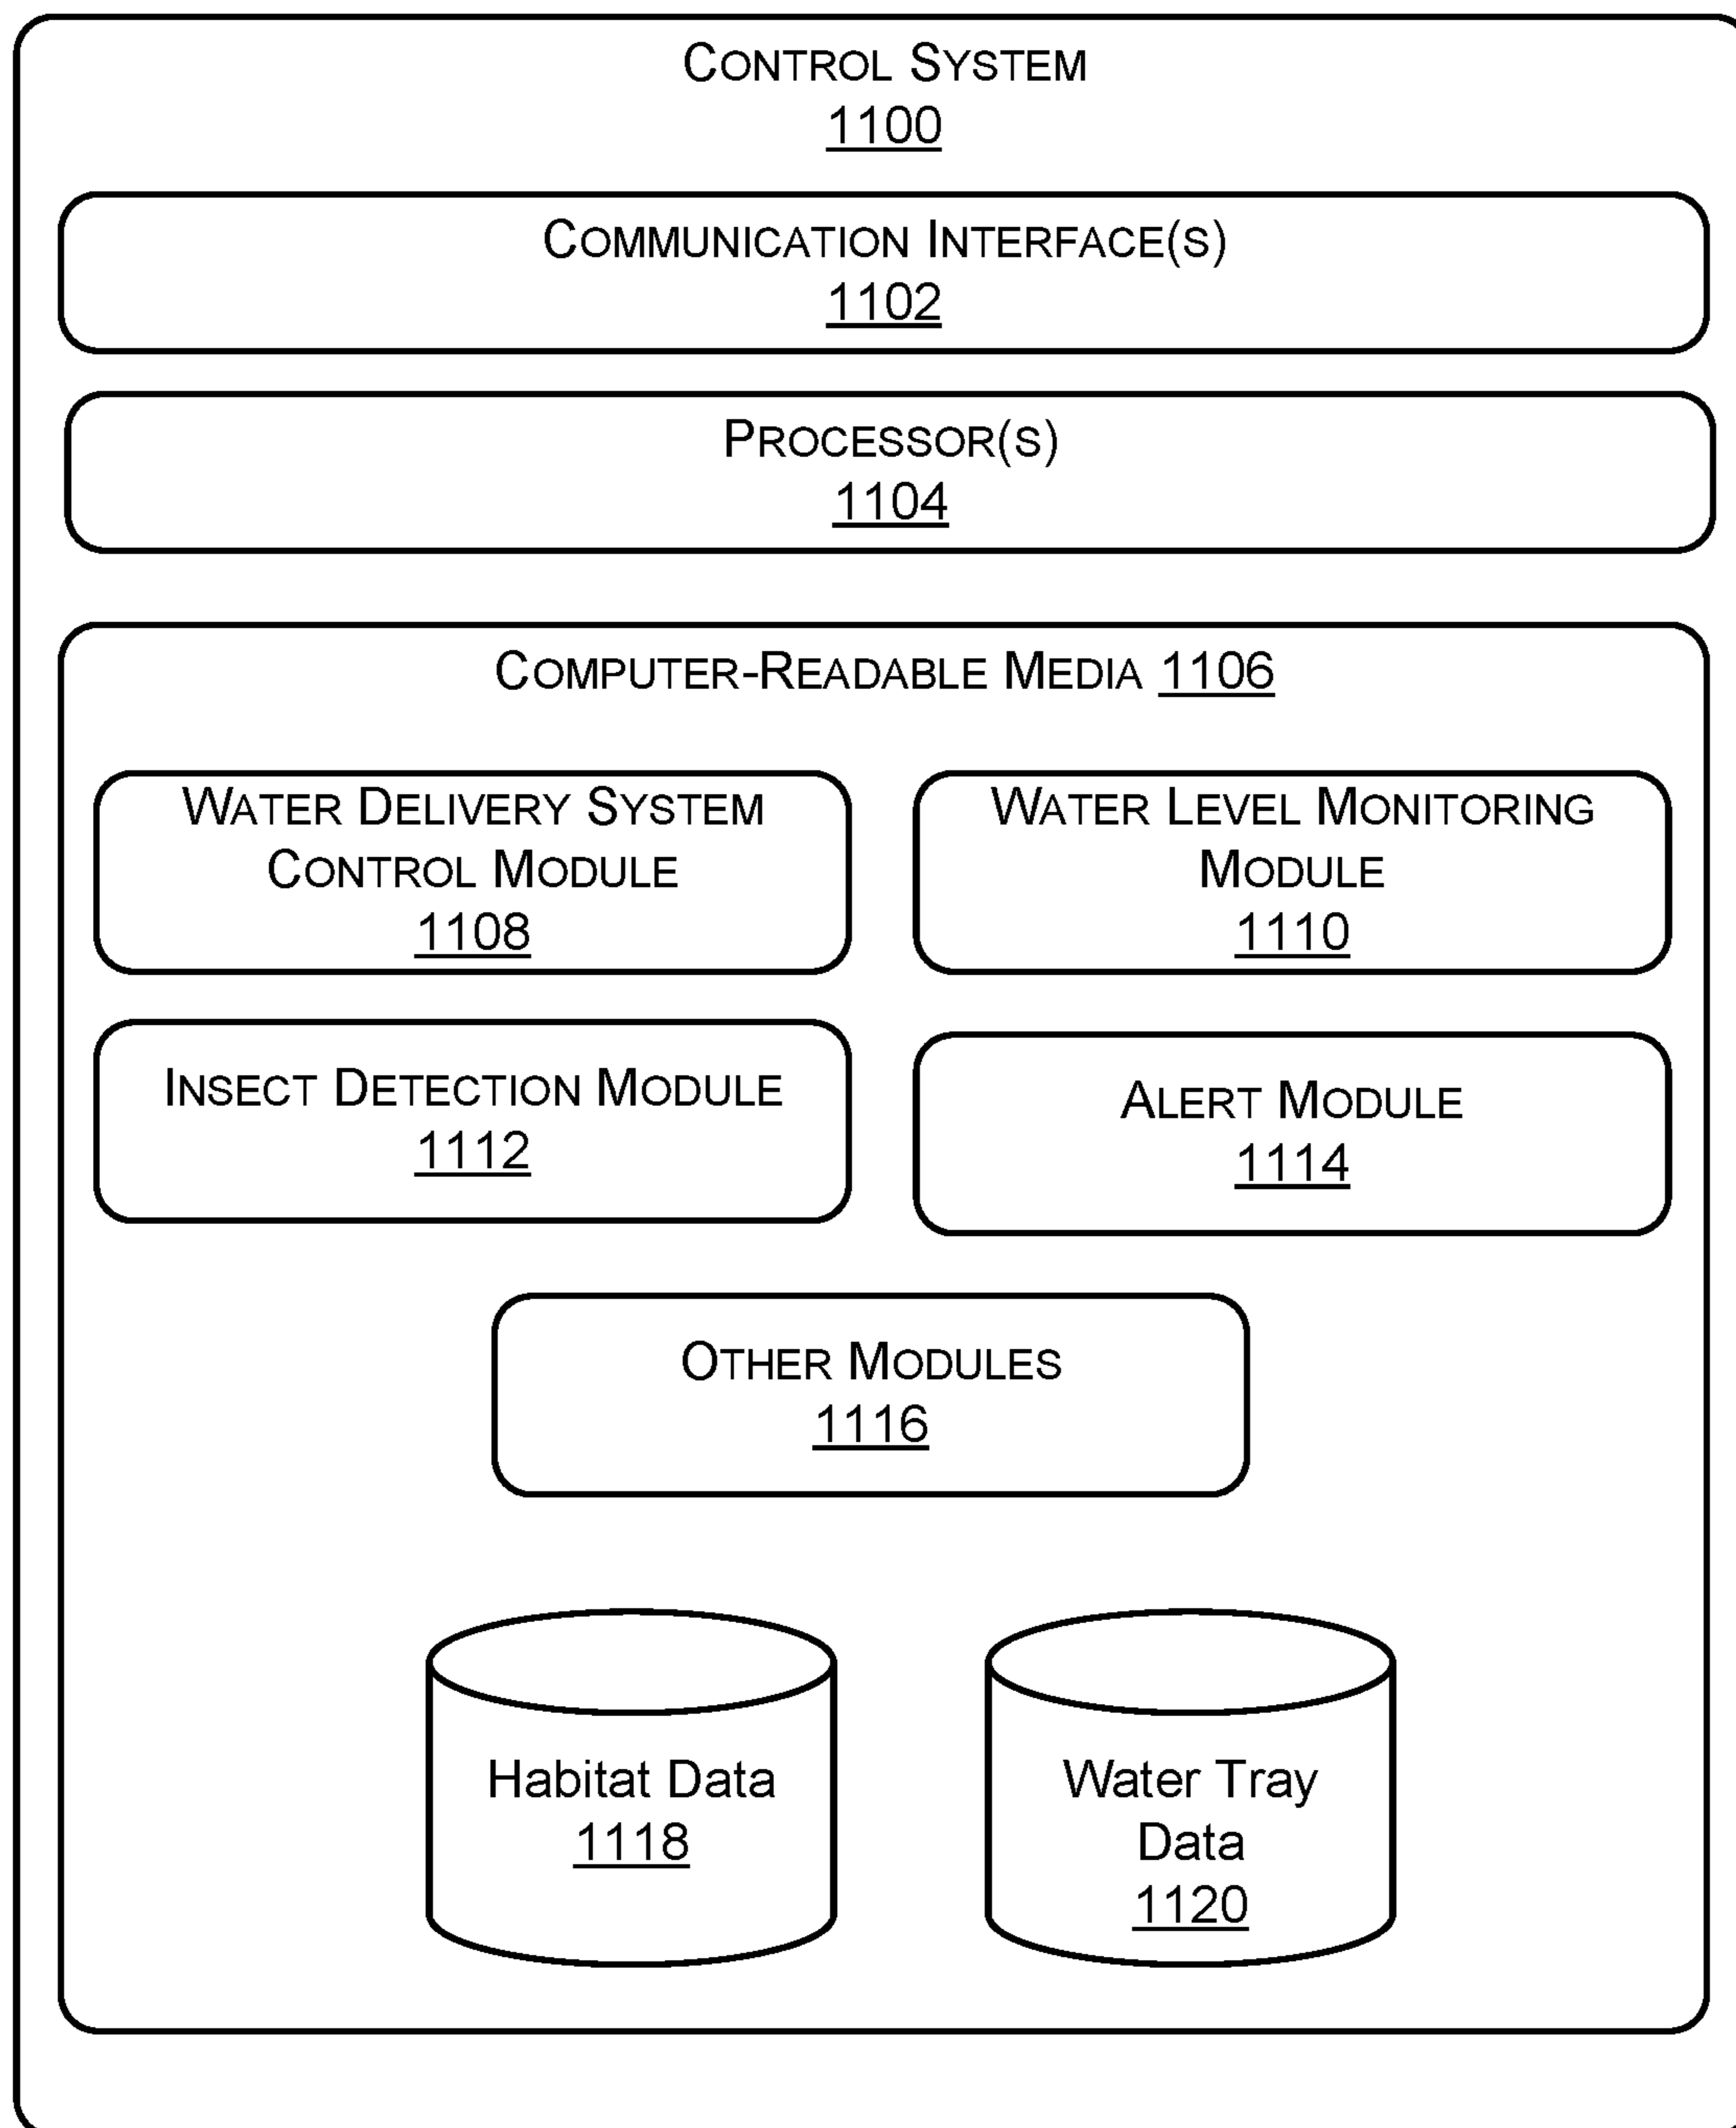 CONTROL SYSTEM
1100
COMMUNICATION INTERFACE(S)
1102
PROCESSOR(S)
1104
COMPUTER-READABLE MEDIA 1106
WATER DELIVERY SYSTEM
CONTROL MODULE
1108
WATER LEVEL MONITORING
MODULE
1110
INSECT DETECTION MODULE
1112
ALERT MODULE
1114
OTHER MODULES
1116
Habitat Data
1118
Water Tray
Data
1120